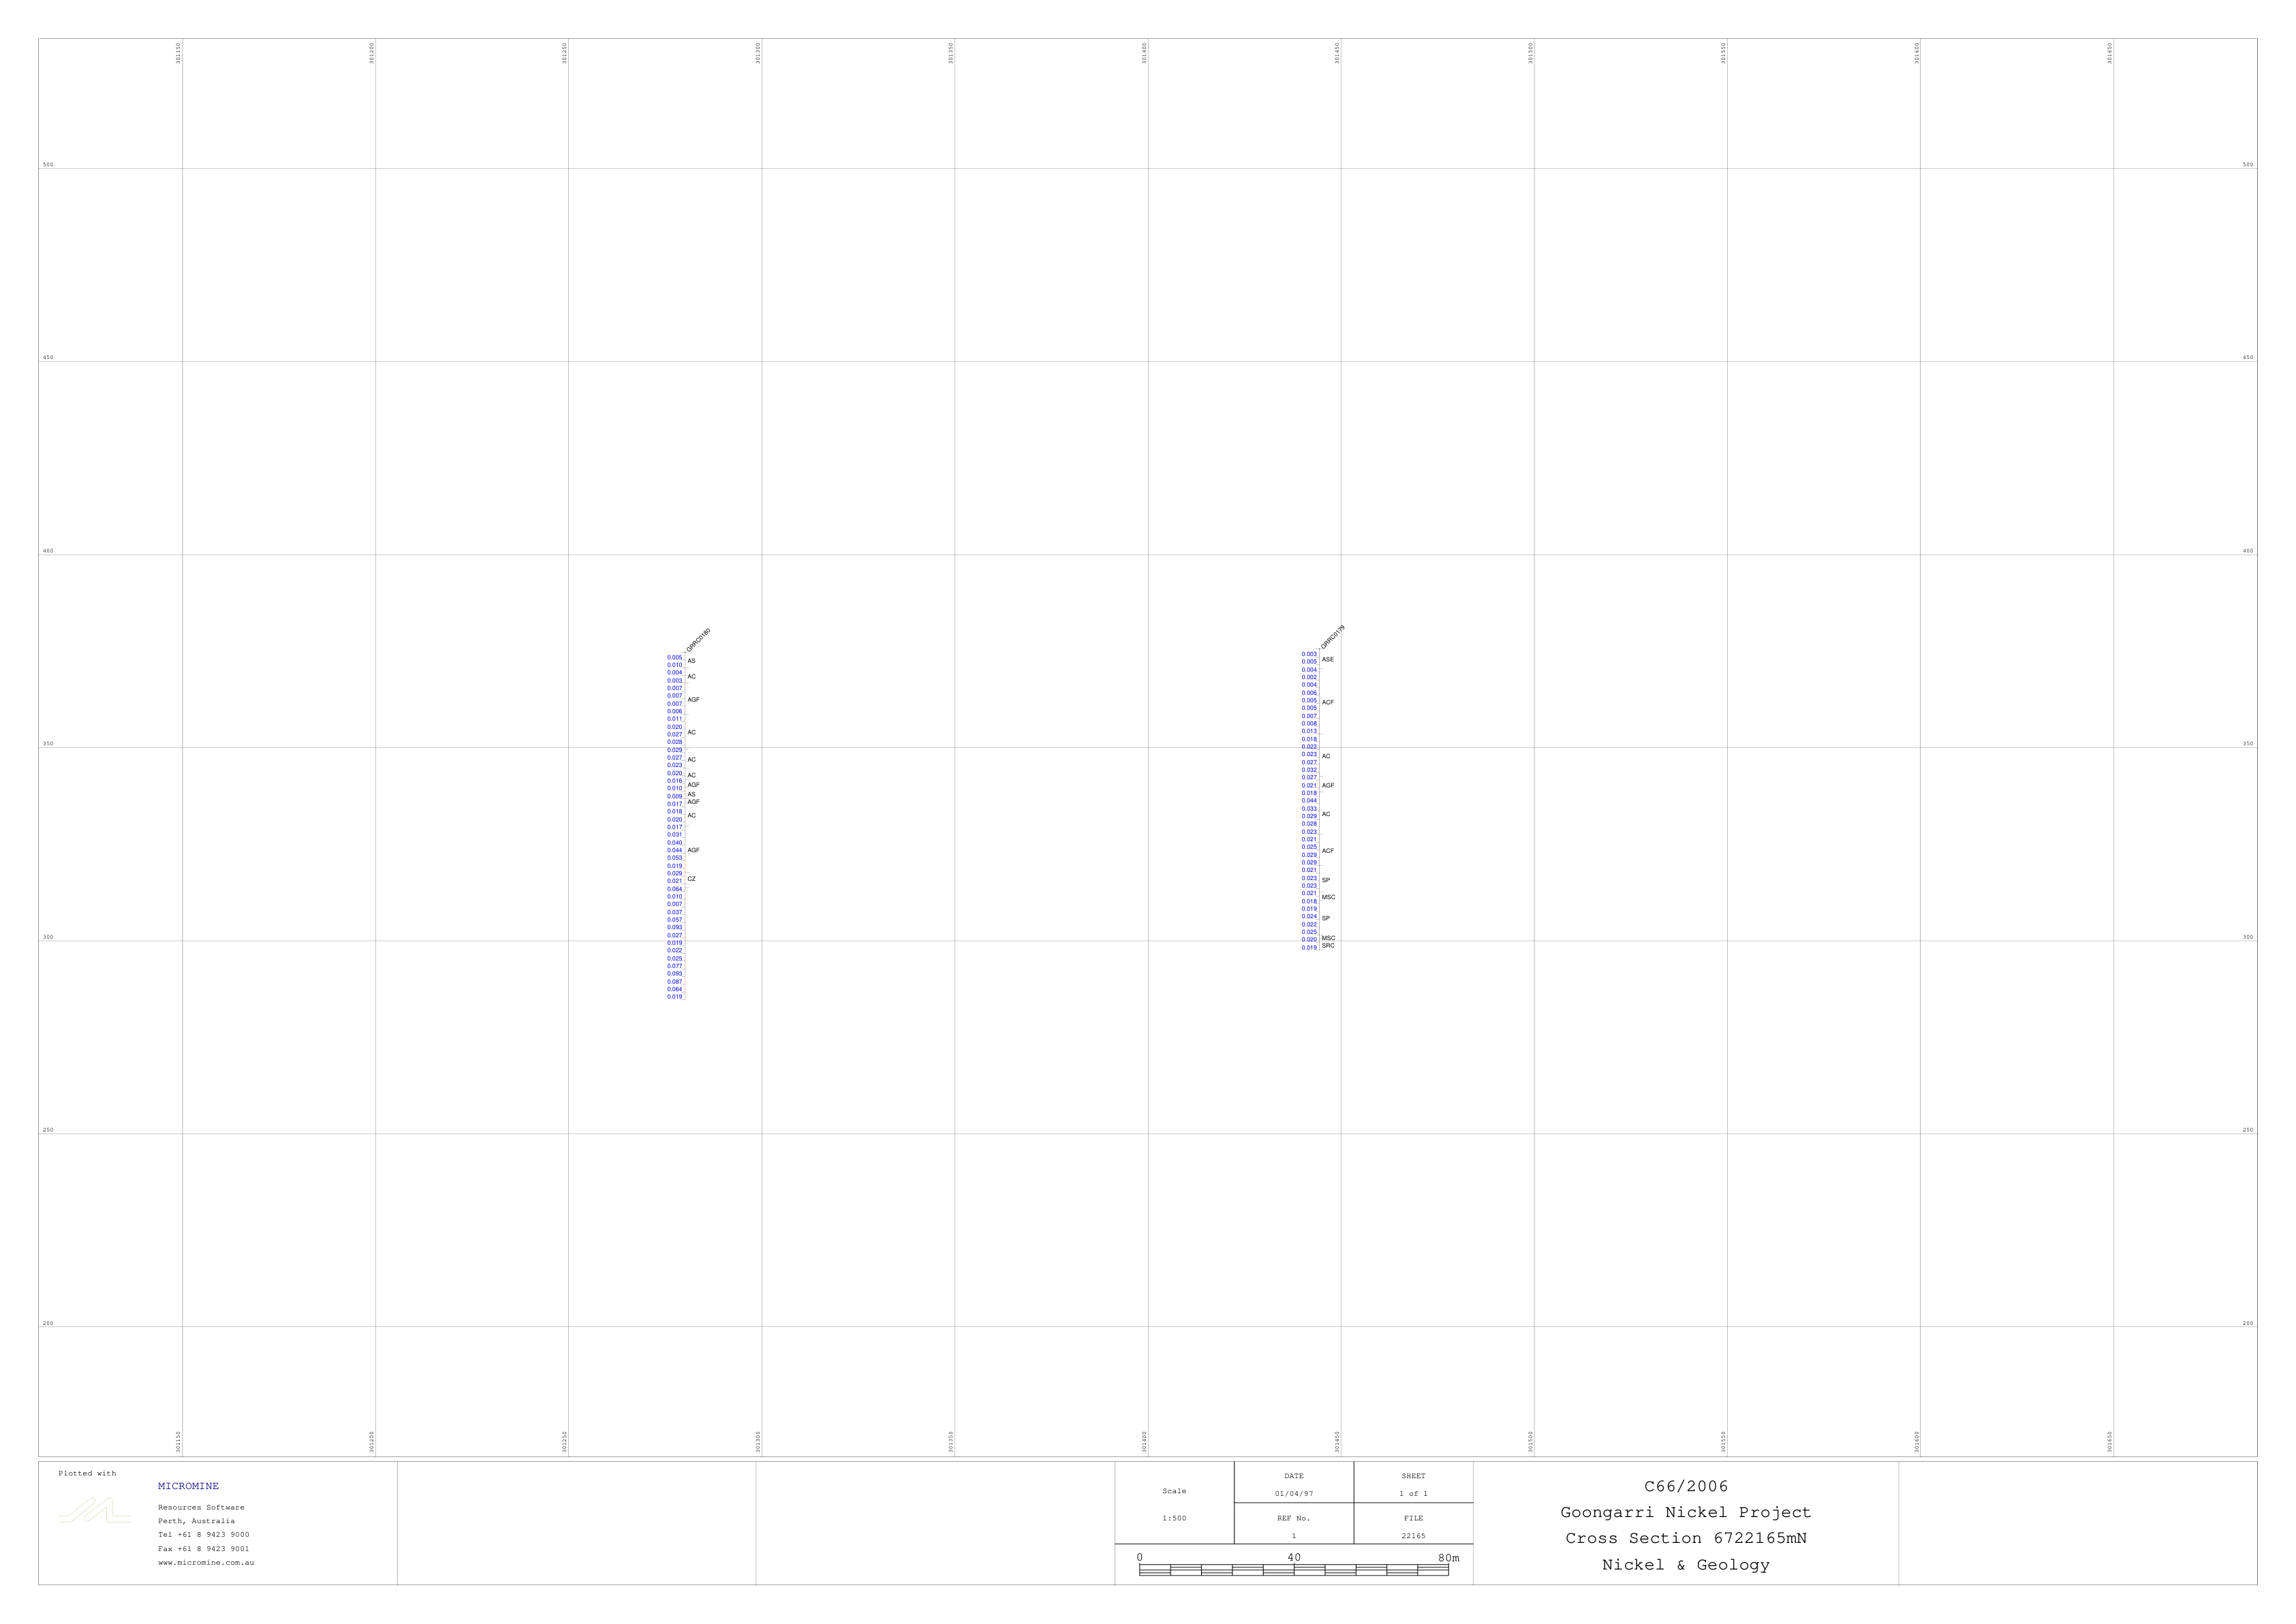 301150 301200 301250 301300 301350 301400 301450 301500 301550 301600 301650
500 500
450 450
400 400
350 350
300 300
250 250
200 200
GRRC0180
0.005
AS
0.010
0.004
AC
0.003
0.007
0.007
AGF
0.007
0.006
0.011
0.020
AC
0.027
0.028
0.029
0.027
AC
0.023
0.020
AC
0.016
AGF
0.010
AS
0.009
AGF
0.017
0.018
AC
0.020
0.017
0.031
0.040
0.044
AGF
0.053
0.019
0.029
CZ
0.021
0.064
0.010
0.007
0.037
0.057
0.093
0.027
0.019
0.022
0.025
0.077
0.093
0.087
0.064
0.019
GRRC0179
0.003
ASE
0.005
0.004
0.002
0.004
0.006
0.005
ACF
0.005
0.007
0.008
0.013
0.018
0.022
0.023
AC
0.027
0.032
0.027
0.021
AGF
0.018
0.044
0.033
AC
0.029
0.028
0.023
0.021
0.025
ACF
0.029
0.029
0.021
0.023
SP
0.023
0.021
MSC
0.018
0.019
0.024
SP
0.022
0.025
MSC
0.020
SRC
0.019
301150 301200 301250 301300 301350 301400 301450 301500 301550 301600 301650
Plotted with
MICROMINE
Resources Software
Perth, Australia
Tel +61 8 9423 9000
Fax +61 8 9423 9001
www.micromine.com.au
Scale
1:500
DATE
01/04/97
SHEET
1 of 1
REF No.
1
FILE
22165
0 40 80m
C66/2006
Goongarri Nickel Project
Cross Section 6722165mN
Nickel & Geology